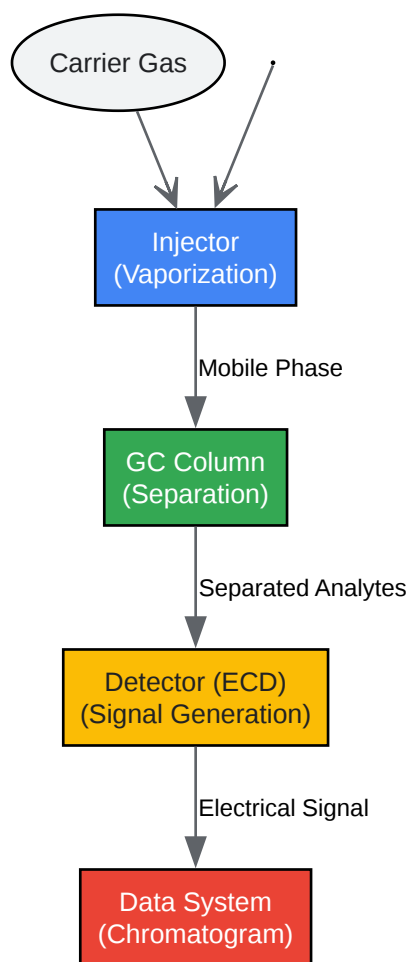 Carrier Gas
Injector
(Vaporization)
Mobile Phase
GC Column
(Separation)
Separated Analytes
Detector (ECD)
(Signal Generation)
Electrical Signal
Data System
(Chromatogram)